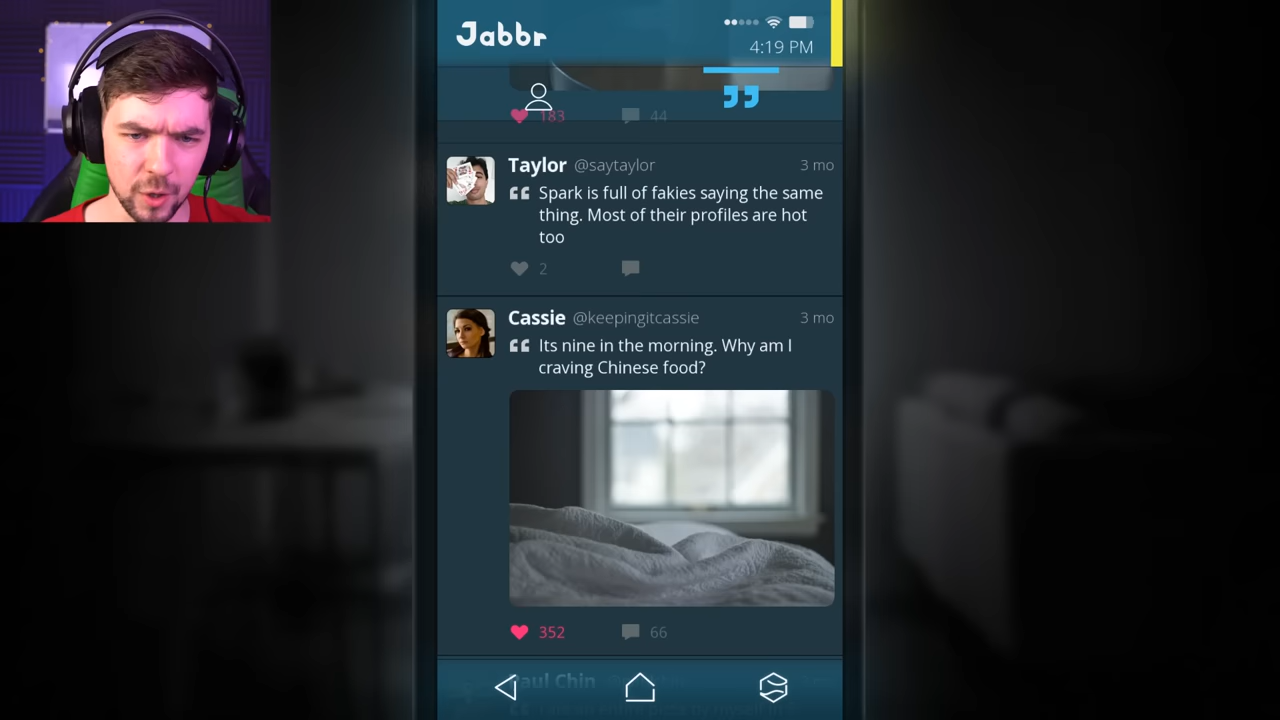 Jabbr
4:19 PM
183 44
Taylor @saytaylor 3 mo
Spark is full of fakies saying the same
thing. Most of their profiles are hot
too
2
Cassie @keepingitcassie 3 mo
Its nine in the morning. Why am I
craving Chinese food?
352 66
Paul Chin